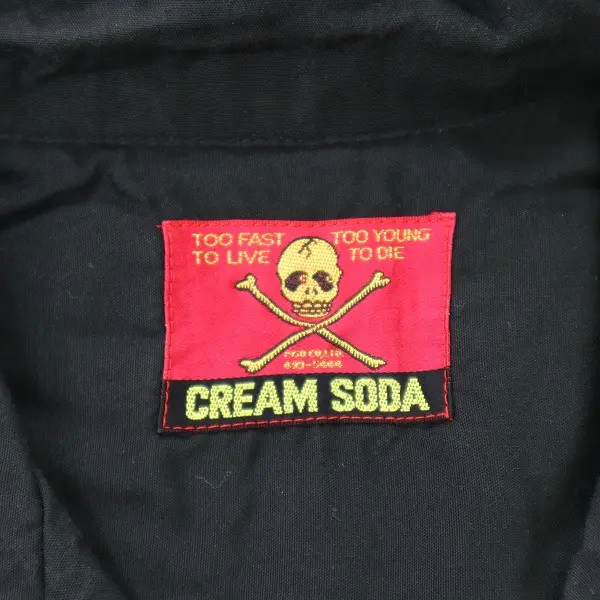 TOO FAST TOO YOUNG
TO LIVE TO DIE
CREAM SODA